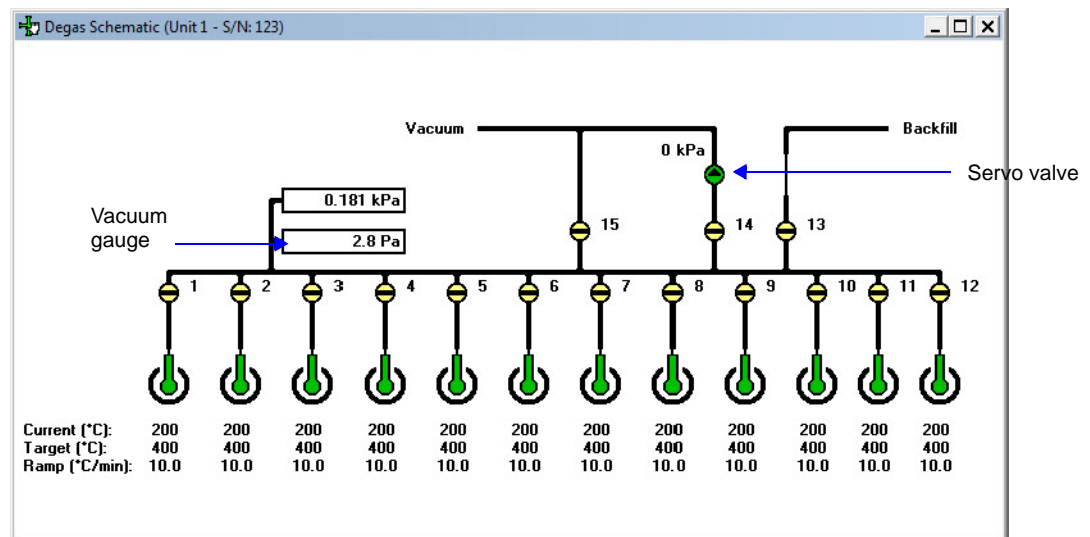 Degas Schematic (Unit 1 - S/N: 123)
Vacuum
Backfill
0 kPa
Servo valve
0.181 kPa
Vacuum
gauge
2.8 Pa
15 14 13
1 2 3 4 5 6 7 8 9 10 11 12
Current (°C): 200 200 200 200 200 200 200 200 200 200 200 200
Target (°C): 400 400 400 400 400 400 400 400 400 400 400 400
Ramp (°C/min): 10.0 10.0 10.0 10.0 10.0 10.0 10.0 10.0 10.0 10.0 10.0 10.0